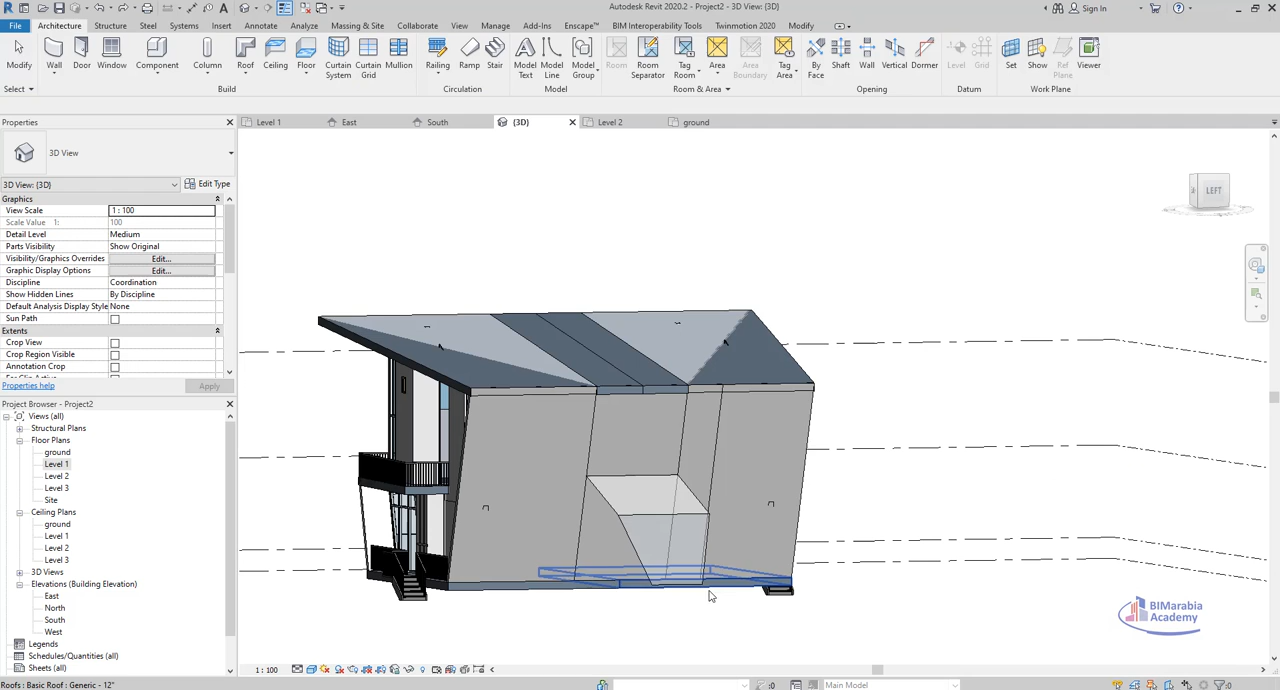 Autodesk Revit 2020.2 - Project2 - 3D View: {3D}
Sign In
File Architecture Structure Steel Systems Insert Annotate Analyze Massing & Site Collaborate View Manage Add-Ins Enscape™ BIM Interoperability Tools Twinmotion 2020 Modify
Modify Wall Door Window Component Column Roof Ceiling Floor Curtain System Curtain Grid Mullion Railing Ramp Stair Model Text Model Line Model Group Room Room Separator Tag Room Area Area Boundary Tag Area By Face Shaft Wall Vertical Dormer Level Grid Set Show Ref Plane Viewer
Select Build Circulation Model Room & Area Opening Datum Work Plane
Properties
Level 1 East South {3D} Level 2 ground
3D View
3D View: {3D} Edit Type
Graphics
View Scale 1 : 100
Scale Value 1: 100
Detail Level Medium
Parts Visibility Show Original
Visibility/Graphics Overrides Edit...
Graphic Display Options Edit...
Discipline Coordination
Show Hidden Lines By Discipline
Default Analysis Display Style None
Sun Path
Extents
Crop View
Crop Region Visible
Annotation Crop
Properties help Apply
Project Browser - Project2
Views (all)
Structural Plans
Floor Plans
ground
Level 1
Level 2
Level 3
Site
Ceiling Plans
ground
Level 1
Level 2
Level 3
3D Views
Elevations (Building Elevation)
East
North
South
West
Legends
Schedules/Quantities (all)
Sheets (all)
LEFT
BIMarabia
Academy
1 : 100
Roofs : Basic Roof : Generic - 12"
:0
Main Model
:0